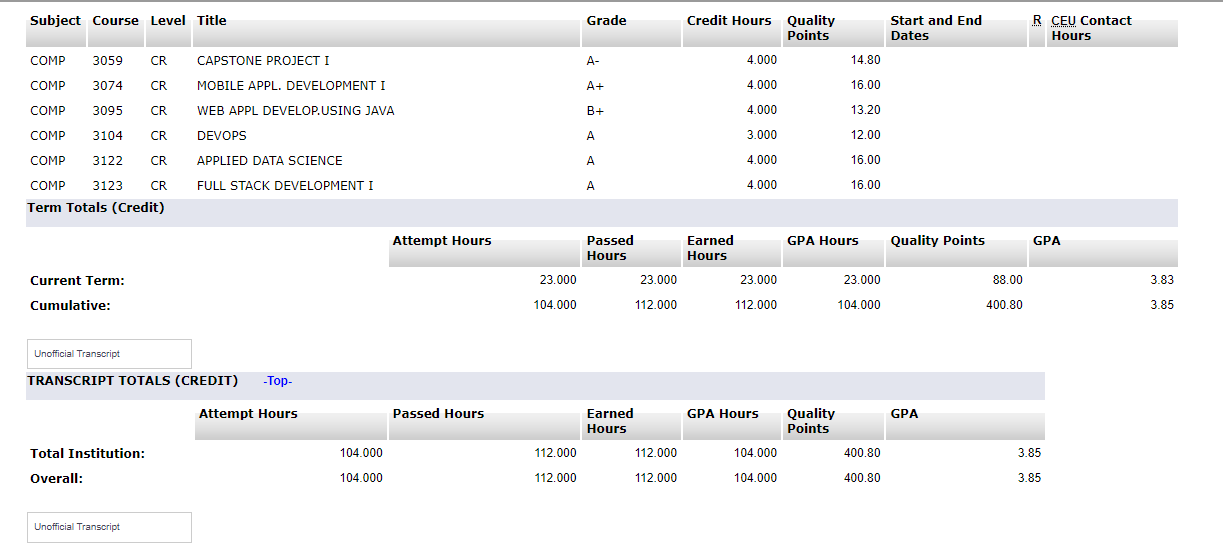 Subject Course Level Title Grade Credit Hours Quality Points Start and End Dates R CEU Contact Hours
COMP 3059 CR CAPSTONE PROJECT I A- 4.000 14.80
COMP 3074 CR MOBILE APPL. DEVELOPMENT I A+ 4.000 16.00
COMP 3095 CR WEB APPL DEVELOP.USING JAVA B+ 4.000 13.20
COMP 3104 CR DEVOPS A 3.000 12.00
COMP 3122 CR APPLIED DATA SCIENCE A 4.000 16.00
COMP 3123 CR FULL STACK DEVELOPMENT I A 4.000 16.00
Term Totals (Credit)
Attempt Hours Passed Hours Earned Hours GPA Hours Quality Points GPA
Current Term: 23.000 23.000 23.000 23.000 88.00 3.83
Cumulative: 104.000 112.000 112.000 104.000 400.80 3.85
Unofficial Transcript
TRANSCRIPT TOTALS (CREDIT) -Top-
Attempt Hours Passed Hours Earned Hours GPA Hours Quality Points GPA
Total Institution: 104.000 112.000 112.000 104.000 400.80 3.85
Overall: 104.000 112.000 112.000 104.000 400.80 3.85
Unofficial Transcript